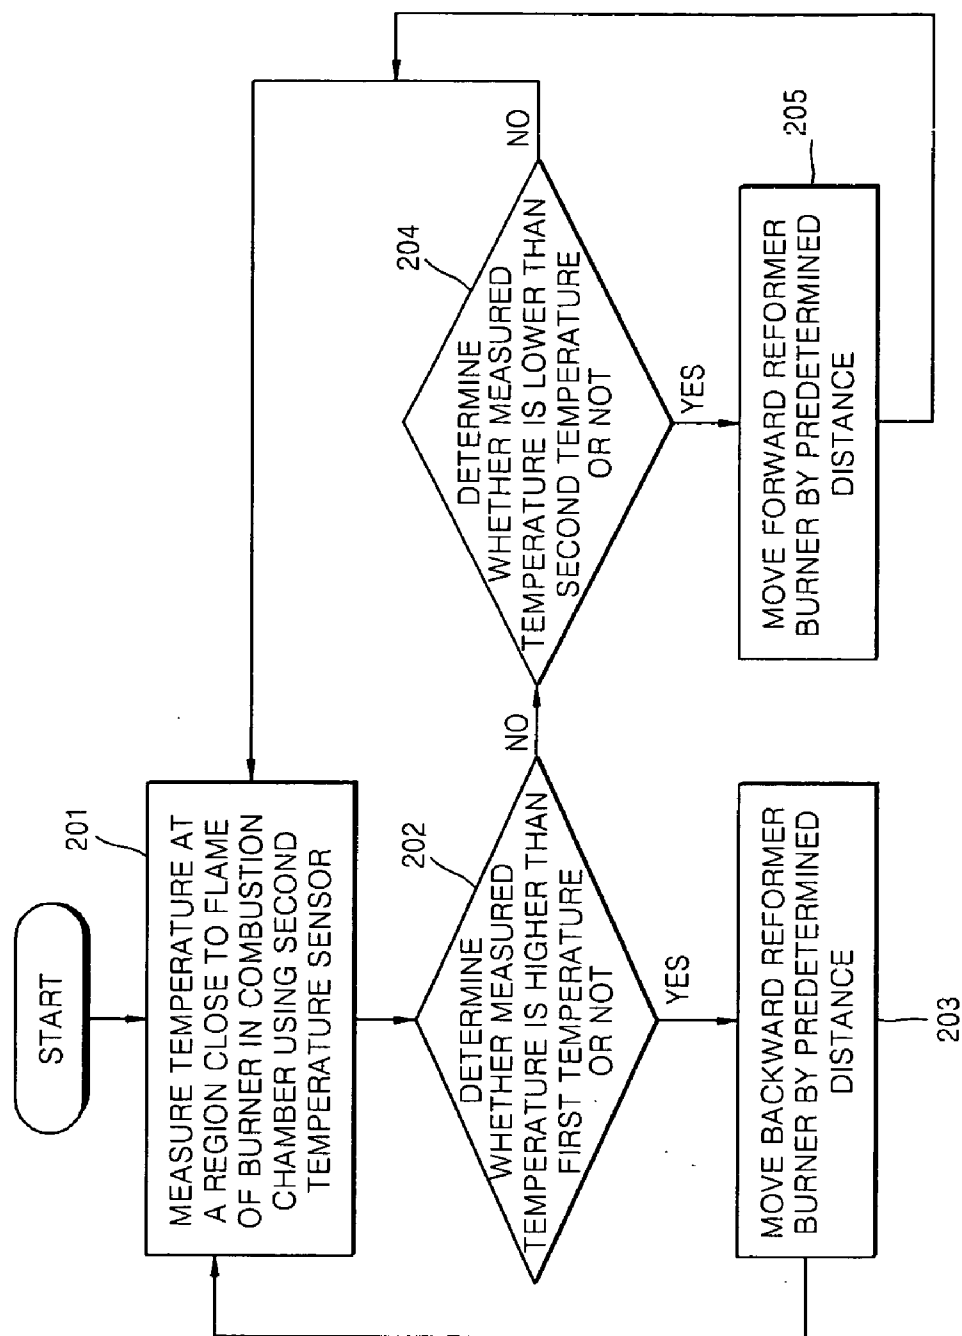 START
201
MEASURE TEMPERATURE AT
A REGION CLOSE TO FLAME
OF BURNER IN COMBUSTION
CHAMBER USING SECOND
TEMPERATURE SENSOR
202
DETERMINE
WHETHER MEASURED
TEMPERATURE IS HIGHER THAN
FIRST TEMPERATURE
OR NOT
NO
YES
203
MOVE BACKWARD REFORMER
BURNER BY PREDETERMINED
DISTANCE
204
DETERMINE
WHETHER MEASURED
TEMPERATURE IS LOWER THAN
SECOND TEMPERATURE
OR NOT
NO
YES
205
MOVE FORWARD REFORMER
BURNER BY PREDETERMINED
DISTANCE